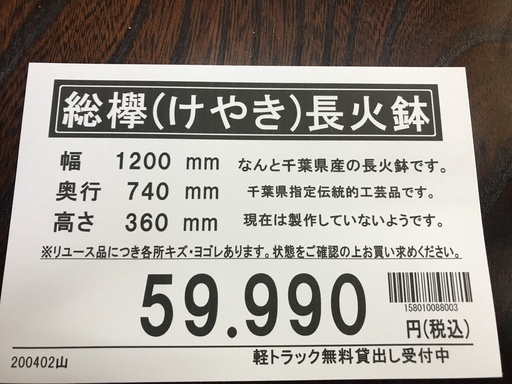 総欅(けやき)長火鉢
幅 1200 mm なんと千葉県産の長火鉢です。
奥行 740 mm 千葉県指定伝統的工芸品です。
高さ 360 mm 現在は製作していないようです。
※リユース品につき各所キズ・ヨゴレあります。状態をご確認の上お買い求めください。
59.990 円(税込)
158010088003
200402山 軽トラック無料貸出し受付中